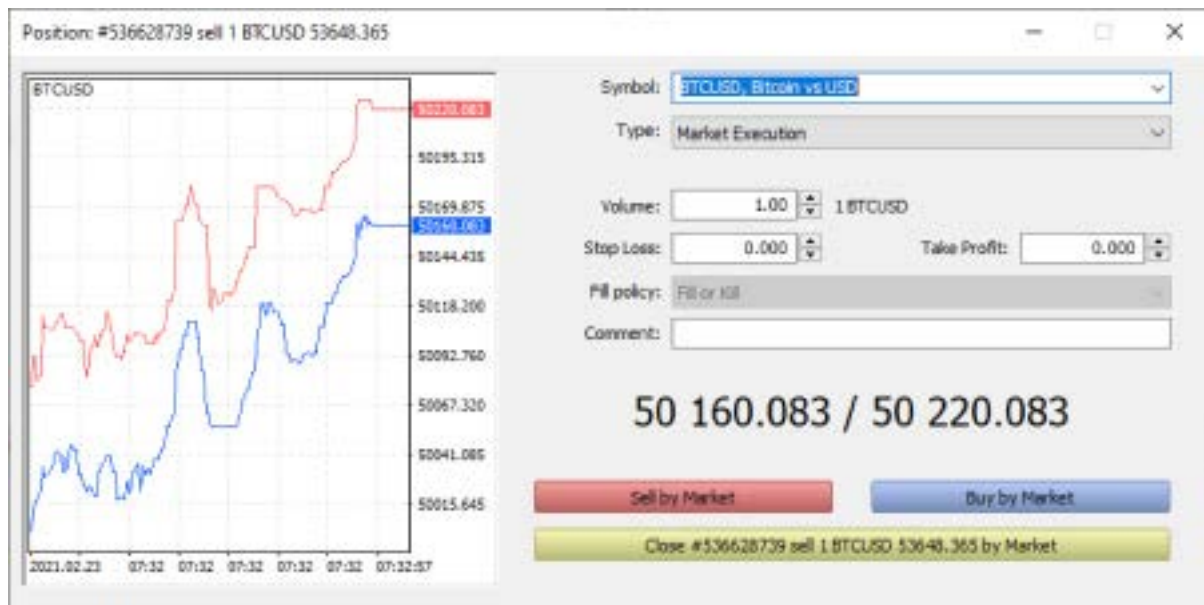 Position: #536628739 sell 1 BTCUSD 53648.365
BTCUSD
50220.083
50195.315
50169.875
50160.083
50144.435
50118.200
50092.760
50067.320
50041.085
50015.645
2021.02.23 07:32 07:32 07:32 07:32 07:32 07:32:57
Symbol: BTCUSD, Bitcoin vs USD
Type: Market Execution
Volume: 1.00 1 BTCUSD
Stop Loss: 0.000 Take Profit: 0.000
Fill policy: Fill or Kill
Comment:
50 160.083 / 50 220.083
Sell by Market Buy by Market
Close #536628739 sell 1 BTCUSD 53648.365 by Market